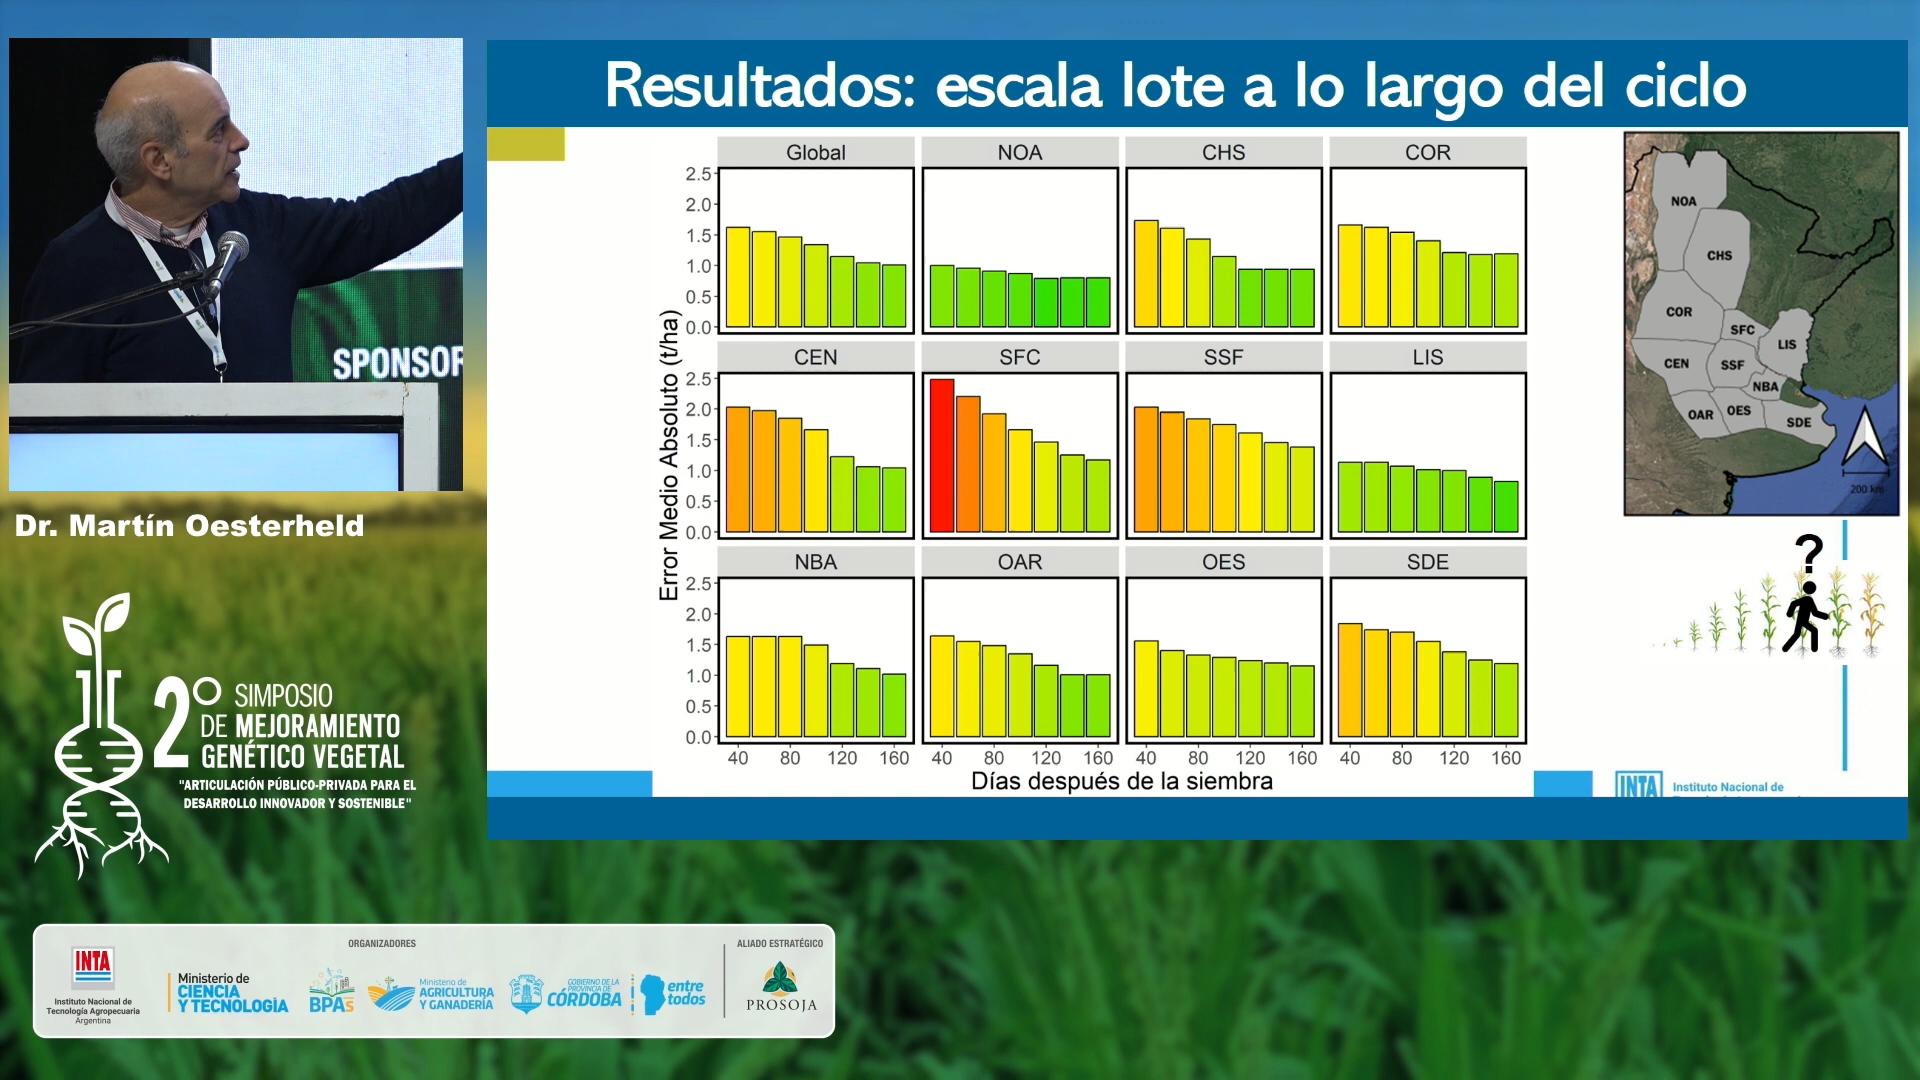 Resultados: escala lote a lo largo del ciclo
SPONSOR
Dr. Martín Oesterheld
2° SIMPOSIO
DE MEJORAMIENTO
GENÉTICO VEGETAL
"ARTICULACIÓN PÚBLICO-PRIVADA PARA EL
DESARROLLO INNOVADOR Y SOSTENIBLE"
Error Medio Absoluto (t/ha)
Global NOA CHS COR
2.5
2.0
1.5
1.0
0.5
0.0
CEN SFC SSF LIS
2.5
2.0
1.5
1.0
0.5
0.0
NBA OAR OES SDE
2.5
2.0
1.5
1.0
0.5
0.0
40 80 120 160 40 80 120 160 40 80 120 160 40 80 120 160
Días después de la siembra
NOA
CHS
COR
SFC
LIS
CEN
SSF
NBA
OAR
OES
SDE
200 km
?
INTA Instituto Nacional de
ORGANIZADORES
INTA
Instituto Nacional de
Tecnología Agropecuaria
Argentina
Ministerio de
CIENCIA
Y TECNOLOGÍA
BPAs
Ministerio de
AGRICULTURA
Y GANADERÍA
GOBIERNO DE LA
PROVINCIA DE
CÓRDOBA
entre
todos
ALIADO ESTRATÉGICO
PROSOJA